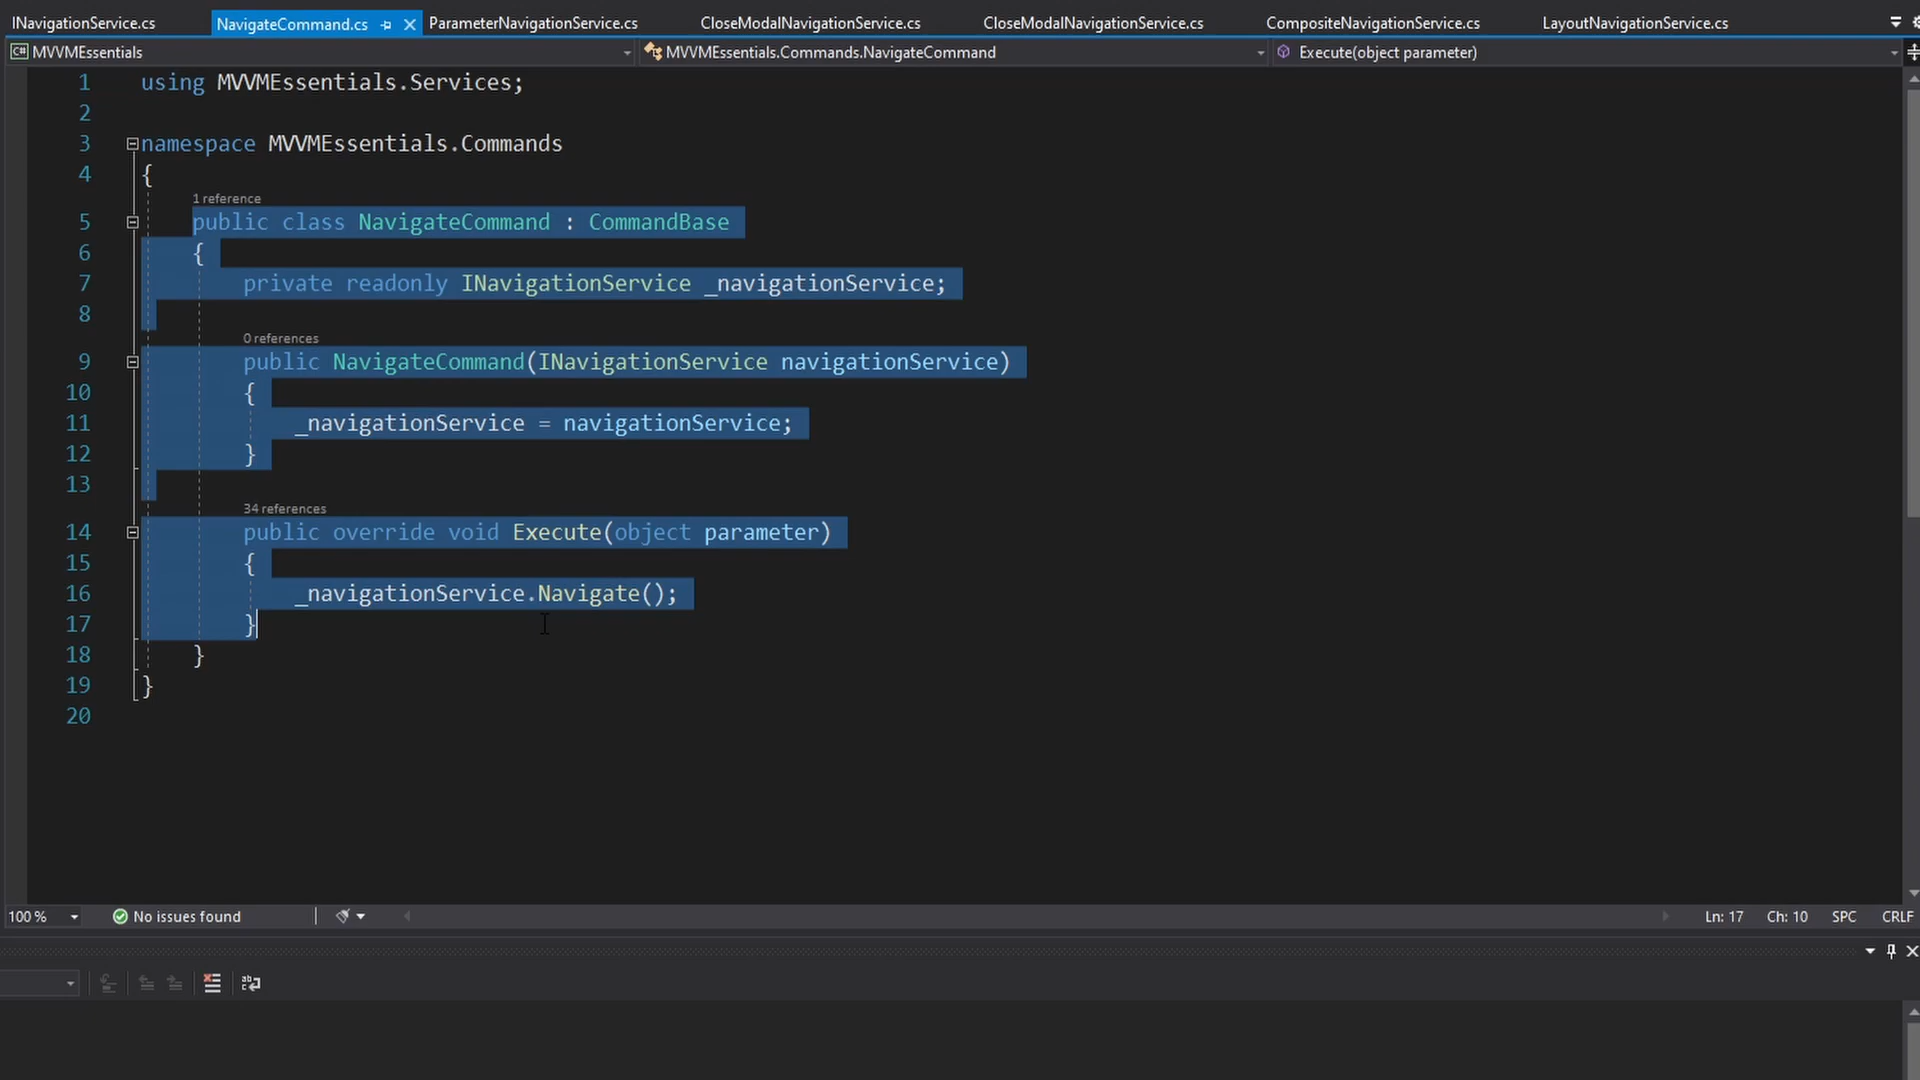 INavigationService.cs NavigateCommand.cs ParameterNavigationService.cs CloseModalNavigationService.cs CloseModalNavigationService.cs CompositeNavigationService.cs LayoutNavigationService.cs
C# MVVMEssentials MVVMEssentials.Commands.NavigateCommand Execute(object parameter)
1 using MVVMEssentials.Services;
2
3 namespace MVVMEssentials.Commands
4 {
1 reference
5 public class NavigateCommand : CommandBase
6 {
7 private readonly INavigationService _navigationService;
8
0 references
9 public NavigateCommand(INavigationService navigationService)
10 {
11 _navigationService = navigationService;
12 }
13
34 references
14 public override void Execute(object parameter)
15 {
16 _navigationService.Navigate();
17 }
18 }
19 }
20
100 % No issues found Ln: 17 Ch: 10 SPC CRLF